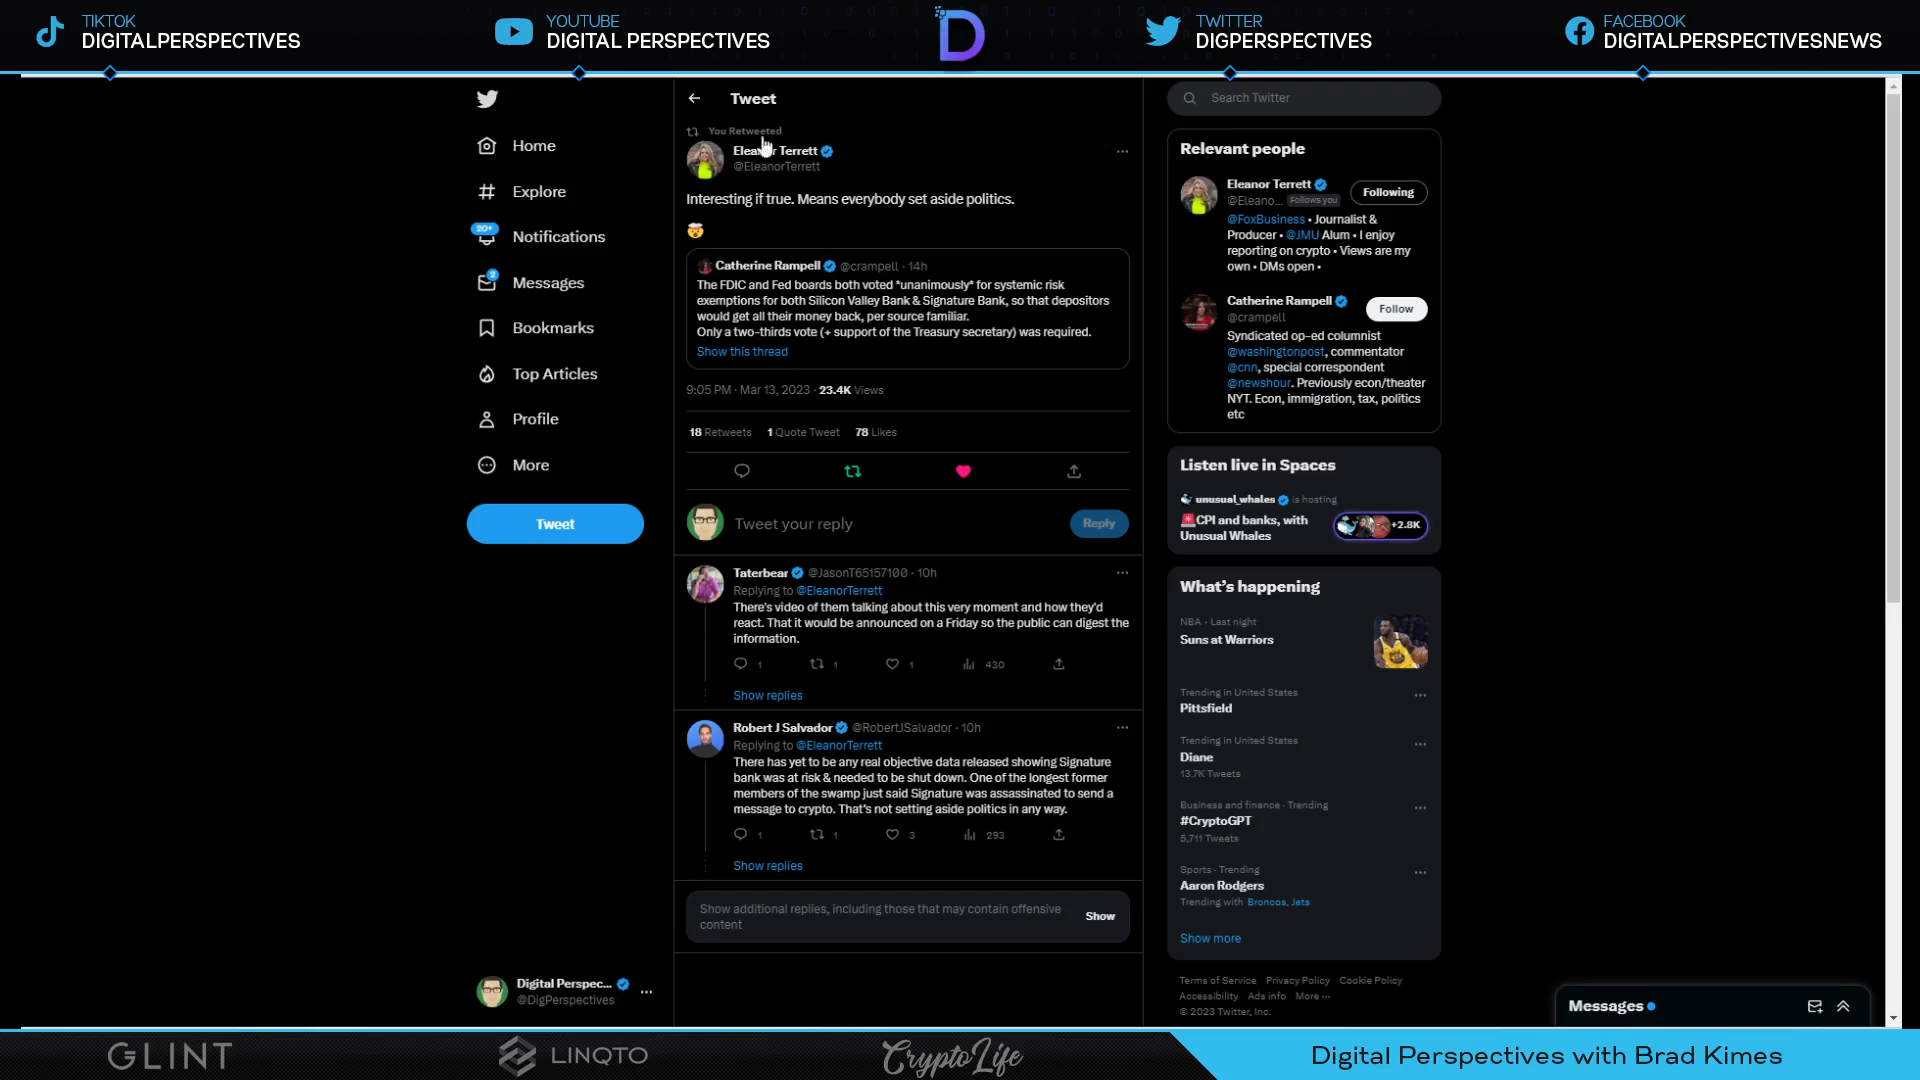 TIKTOK
DIGITALPERSPECTIVES
YOUTUBE
DIGITAL PERSPECTIVES
D
TWITTER
DIGPERSPECTIVES
FACEBOOK
DIGITALPERSPECTIVESNEWS
Home
Explore
20+
Notifications
2
Messages
Bookmarks
Top Articles
Profile
More
Tweet
Digital Perspec...
@DigPerspectives
Tweet
You Retweeted
Eleanor Terrett
@EleanorTerrett
Interesting if true. Means everybody set aside politics.
🤯
Catherine Rampell @crampell · 14h
The FDIC and Fed boards both voted *unanimously* for systemic risk
exemptions for both Silicon Valley Bank & Signature Bank, so that depositors
would get all their money back, per source familiar.
Only a two-thirds vote (+ support of the Treasury secretary) was required.
Show this thread
9:05 PM · Mar 13, 2023 · 23.4K Views
18 Retweets 1 Quote Tweet 78 Likes
Tweet your reply
Reply
Taterbear @JasonT65157100 · 10h
Replying to @EleanorTerrett
There's video of them talking about this very moment and how they'd
react. That it would be announced on a Friday so the public can digest the
information.
1 1 1 430
Show replies
Robert J Salvador @RobertJSalvador · 10h
Replying to @EleanorTerrett
There has yet to be any real objective data released showing Signature
bank was at risk & needed to be shut down. One of the longest former
members of the swamp just said Signature was assassinated to send a
message to crypto. That's not setting aside politics in any way.
1 1 3 293
Show replies
Show additional replies, including those that may contain offensive
content
Show
Search Twitter
Relevant people
Eleanor Terrett
@Eleano... Follows you
Following
@FoxBusiness • Journalist &
Producer • @JMU Alum • I enjoy
reporting on crypto • Views are my
own • DMs open •
Catherine Rampell
@crampell
Follow
Syndicated op-ed columnist
@washingtonpost, commentator
@cnn, special correspondent
@newshour. Previously econ/theater
NYT. Econ, immigration, tax, politics
etc
Listen live in Spaces
unusual_whales is hosting
🚨CPI and banks, with
Unusual Whales
+2.8K
What's happening
NBA · Last night
Suns at Warriors
Trending in United States
Pittsfield
Trending in United States
Diane
13.7K Tweets
Business and finance · Trending
#CryptoGPT
5,711 Tweets
Sports · Trending
Aaron Rodgers
Trending with Broncos, Jets
Show more
Terms of Service Privacy Policy Cookie Policy
Accessibility Ads info More ···
© 2023 Twitter, Inc.
Messages
GLINT
LINQTO
CryptoLife
Digital Perspectives with Brad Kimes